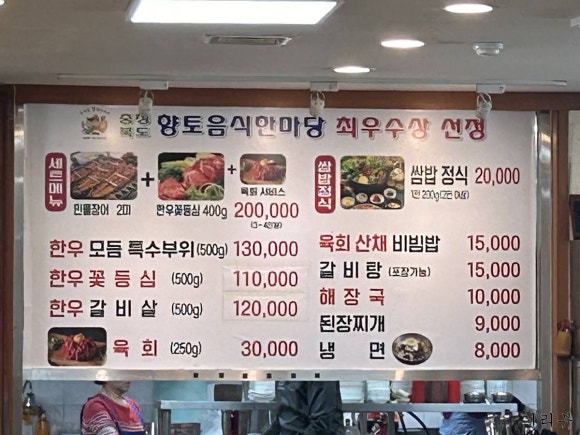 충청북도 향토음식한마당 최우수상 선정
세트메뉴
+
+
육회 서비스
민물장어 2미
한우꽃등심 400g
200,000
(3~4인분)
한우 모듬 특수부위(500g) 130,000
한우 꽃등심 (500g) 110,000
한우 갈비살 (500g) 120,000
육회 (250g) 30,000
쌈밥정식
쌈밥 정식 20,000
육회 산채 비빔밥 15,000
갈비탕 (포장가능) 15,000
해장국 10,000
된장찌개 9,000
냉면 8,000